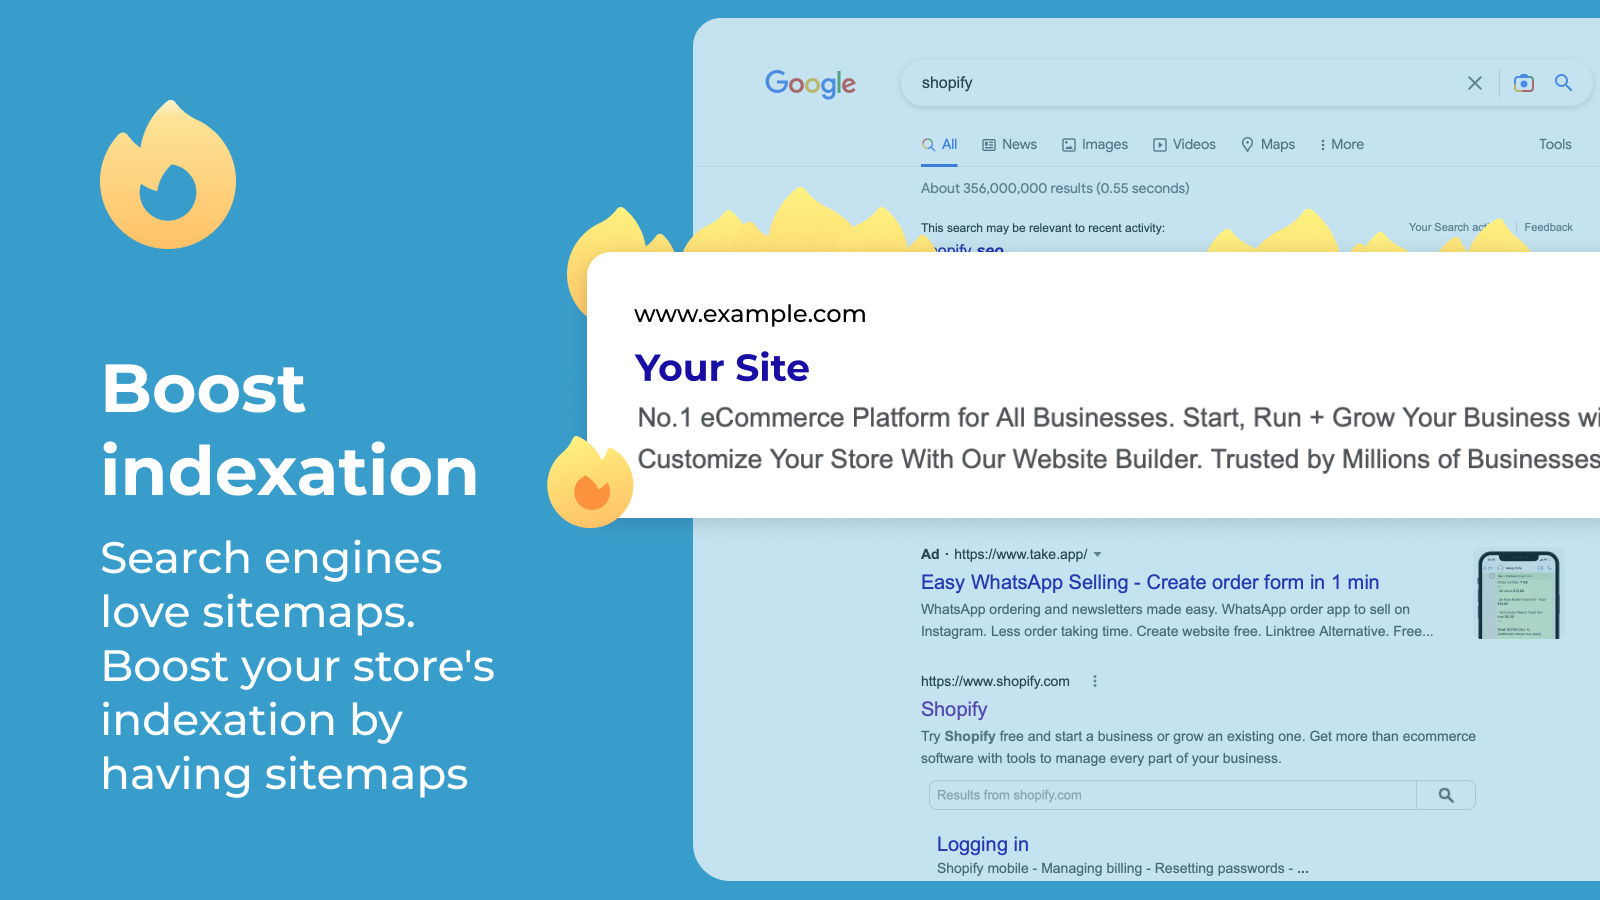 Boost
indexation
Search engines
love sitemaps.
Boost your store's
indexation by
having sitemaps
Google
shopify
All
News
Images
Videos
Maps
More
Tools
About 356,000,000 results (0.55 seconds)
This search may be relevant to recent activity:
Your Search
Feedback
seo
www.example.com
Your Site
No.1 eCommerce Platform for All Businesses. Start, Run + Grow Your Business
Customize Your Store With Our Website Builder. Trusted by Millions of Businesses
Ad · https://www.take.app/
Easy WhatsApp Selling - Create order form in 1 min
WhatsApp ordering and newsletters made easy. WhatsApp order app to sell on
Instagram. Less order taking time. Create website free. Linktree Alternative. Free...
https://www.shopify.com
Shopify
Try Shopify free and start a business or grow an existing one. Get more than ecommerce
software with tools to manage every part of your business.
Results from shopify.com
Logging in
Shopify mobile - Managing billing - Resetting passwords - ...